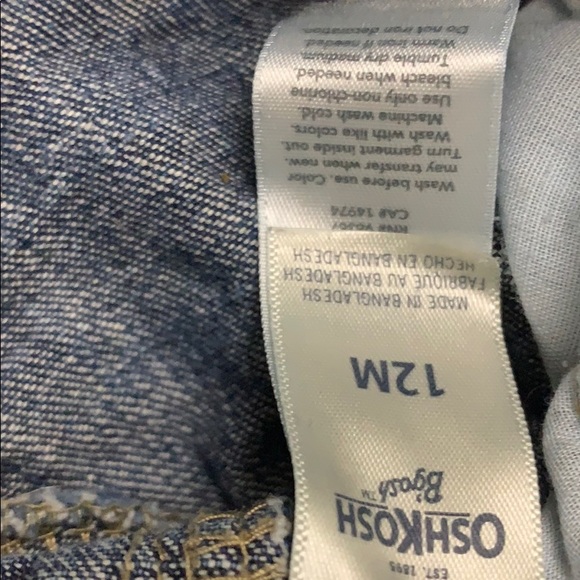 EST. 1895
OSHKOSH
B'gosh™
12M
MADE IN BANGLADESH
FABRIQUÉ AU BANGLADESH
HECHO EN BANGLADESH
CA# 14974
Wash before use. Color
may transfer when new.
Turn garment inside out.
Wash with like colors.
Machine wash cold.
Use only non-chlorine
bleach when needed.
Tumble dry medium.
Warm iron if needed.
Do not iron decoration.